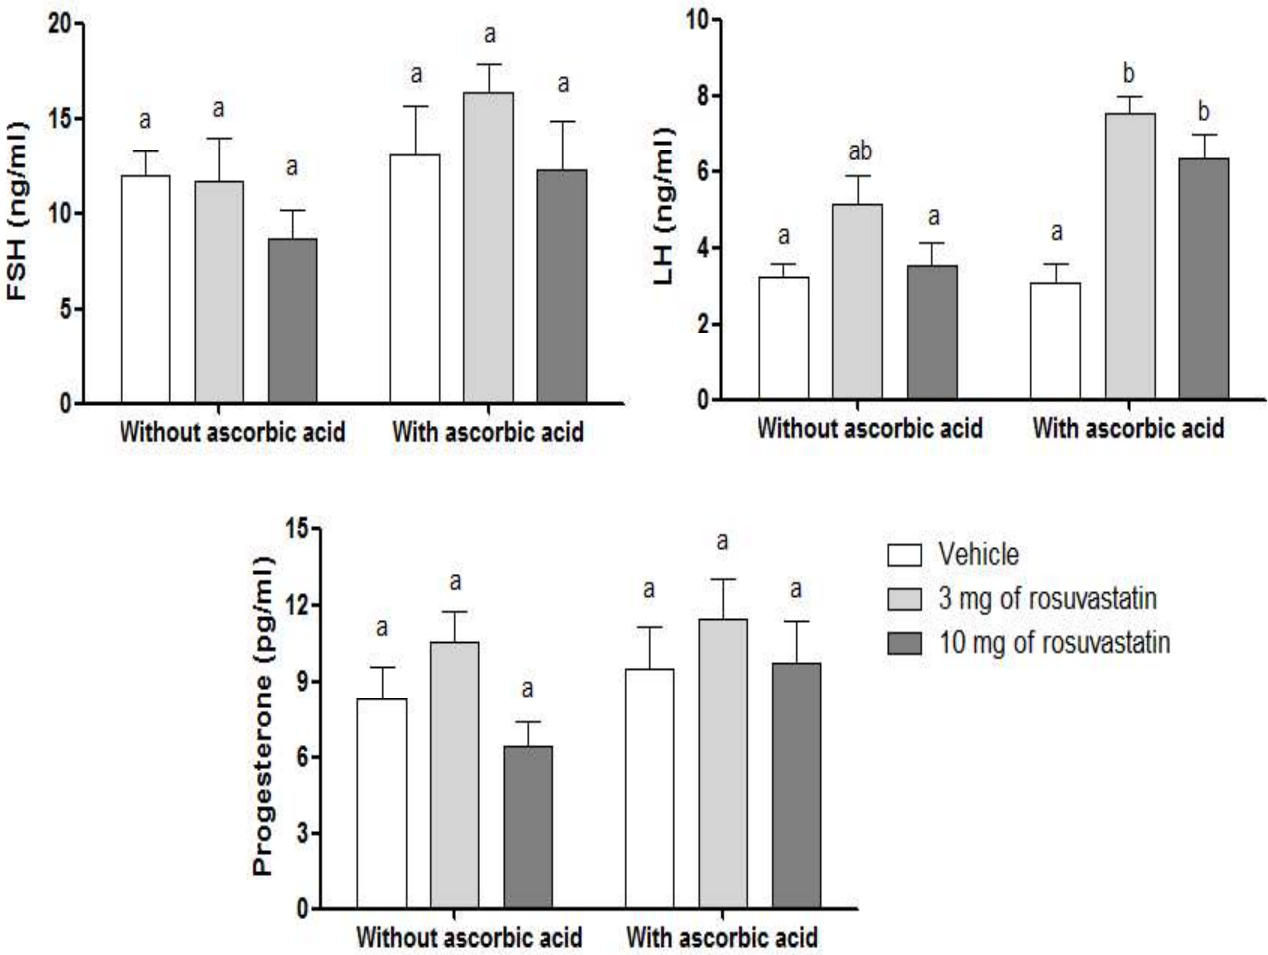 FSH (ng/ml)
20
15
10
5
0
a
a
a
a
a
a
Without ascorbic acid
With ascorbic acid
LH (ng/ml)
10
8
6
4
2
0
a
ab
a
a
b
b
Without ascorbic acid
With ascorbic acid
Progesterone (pg/ml)
15
12
9
6
3
0
a
a
a
a
a
a
Without ascorbic acid
With ascorbic acid
Vehicle
3 mg of rosuvastatin
10 mg of rosuvastatin